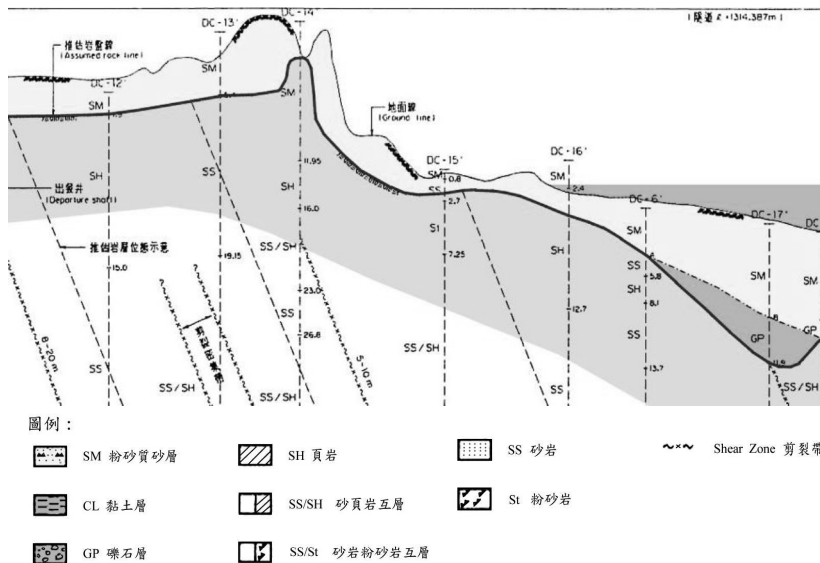 DC-14'
DC-13'
(隧道 ℓ=1314.387m)
推估岩盤線
(Assumed rock line)
SM
DC-12'
SM
SM
地面線
(Ground line)
DC-15'
DC-16'
SM
0.8
SM
SS
2.7
2.4
DC-6'
DC-17'
DC
11.95
SH
SS
SH
出發井
(Departure shaft)
16.0
St
SH
SM
SS
5.8
SM
SM
推估岩層位態示意
SS/SH
7.25
15.0
19.15
SH
8.1
8
23.0
SS
26.8
12.7
SS
GP
11.9
8-20 m
5-10 m
SS
SS/SH
SS/SH
SS/SH
SS
13.7
SS/SH
圖例：
SM 粉砂質砂層
SH 頁岩
SS 砂岩
Shear Zone 剪裂帶
CL 黏土層
SS/SH 砂頁岩互層
St 粉砂岩
GP 礫石層
SS/St 砂岩粉砂岩互層